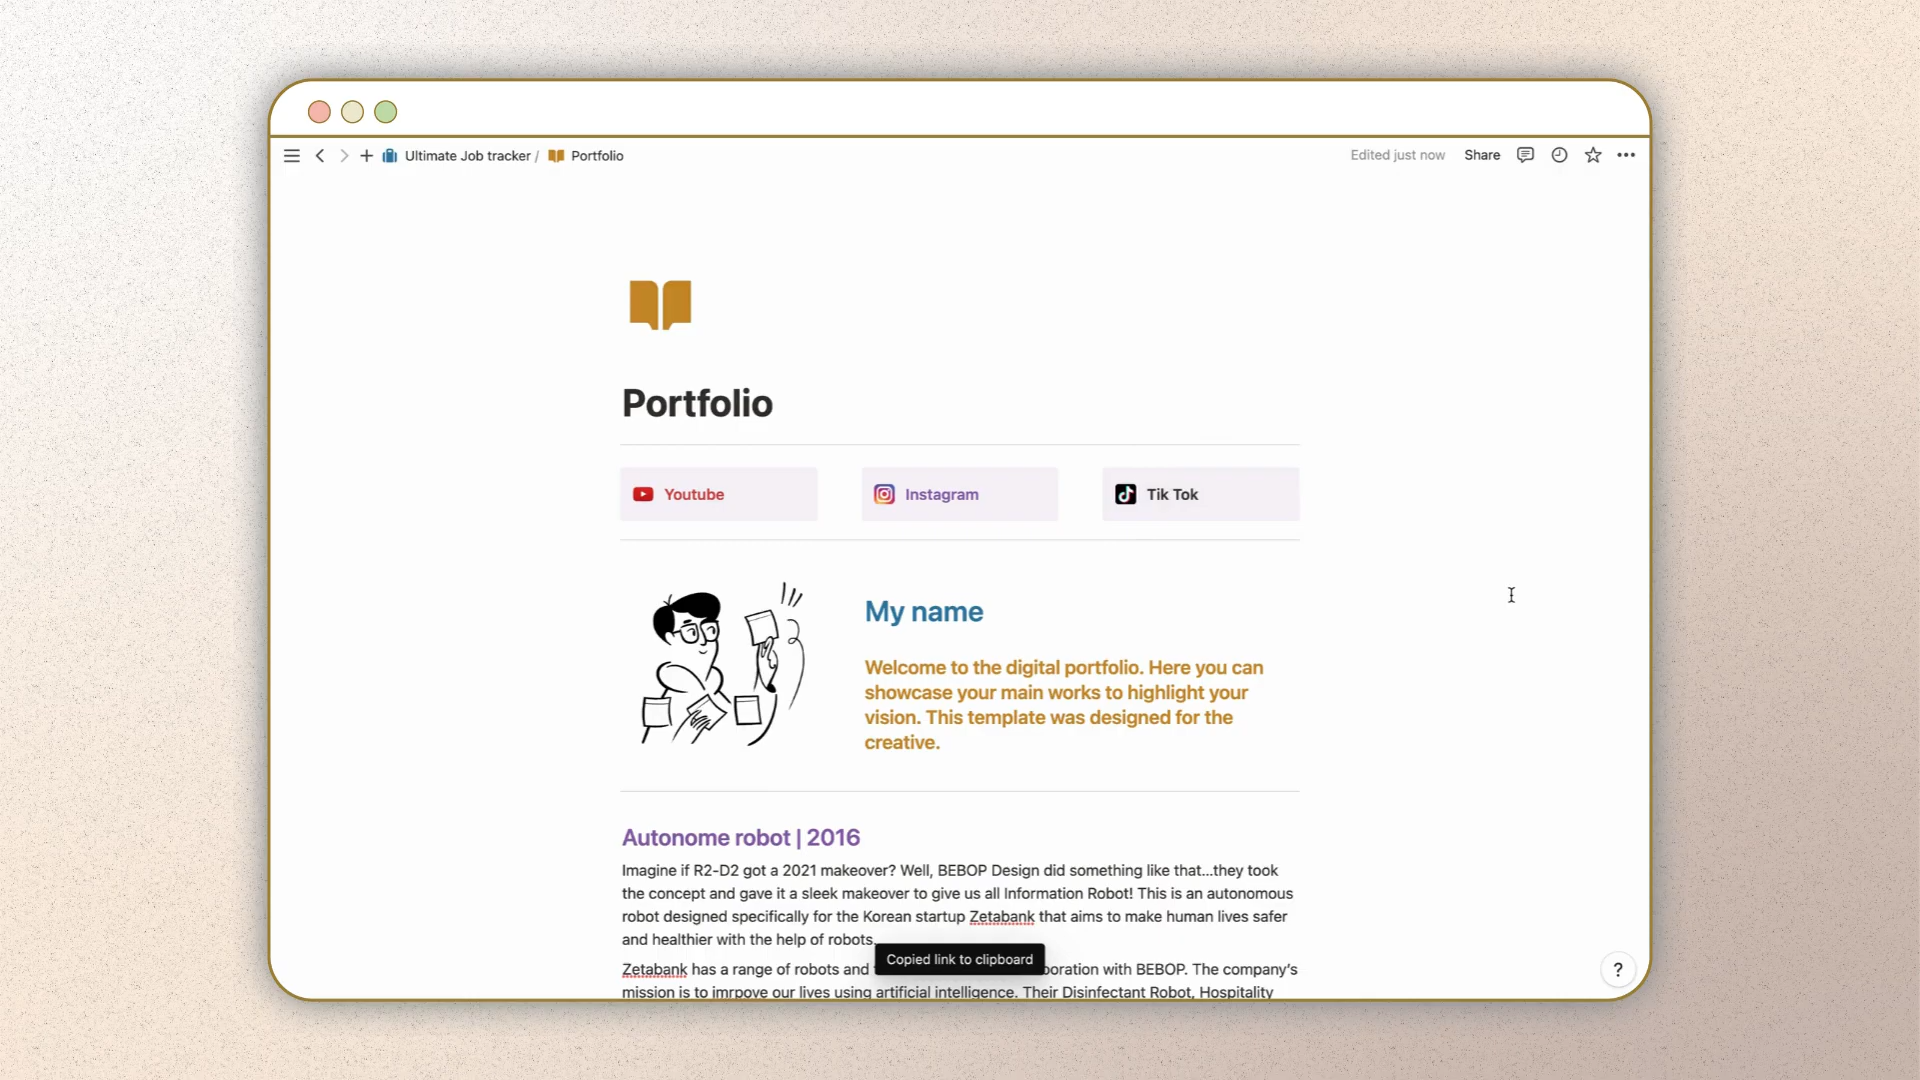 Ultimate Job tracker / Portfolio
Edited just now Share
Portfolio
Youtube
Instagram
Tik Tok
My name
Welcome to the digital portfolio. Here you can
showcase your main works to highlight your
vision. This template was designed for the
creative.
Autonome robot | 2016
Imagine if R2-D2 got a 2021 makeover? Well, BEBOP Design did something like that...they took
the concept and gave it a sleek makeover to give us all Information Robot! This is an autonomous
robot designed specifically for the Korean startup Zetabank that aims to make human lives safer
and healthier with the help of robots.
Copied link to clipboard
Zetabank has a range of robots and boration with BEBOP. The company's
mission is to imrpove our lives using artificial intelligence. Their Disinfectant Robot, Hospitality
?